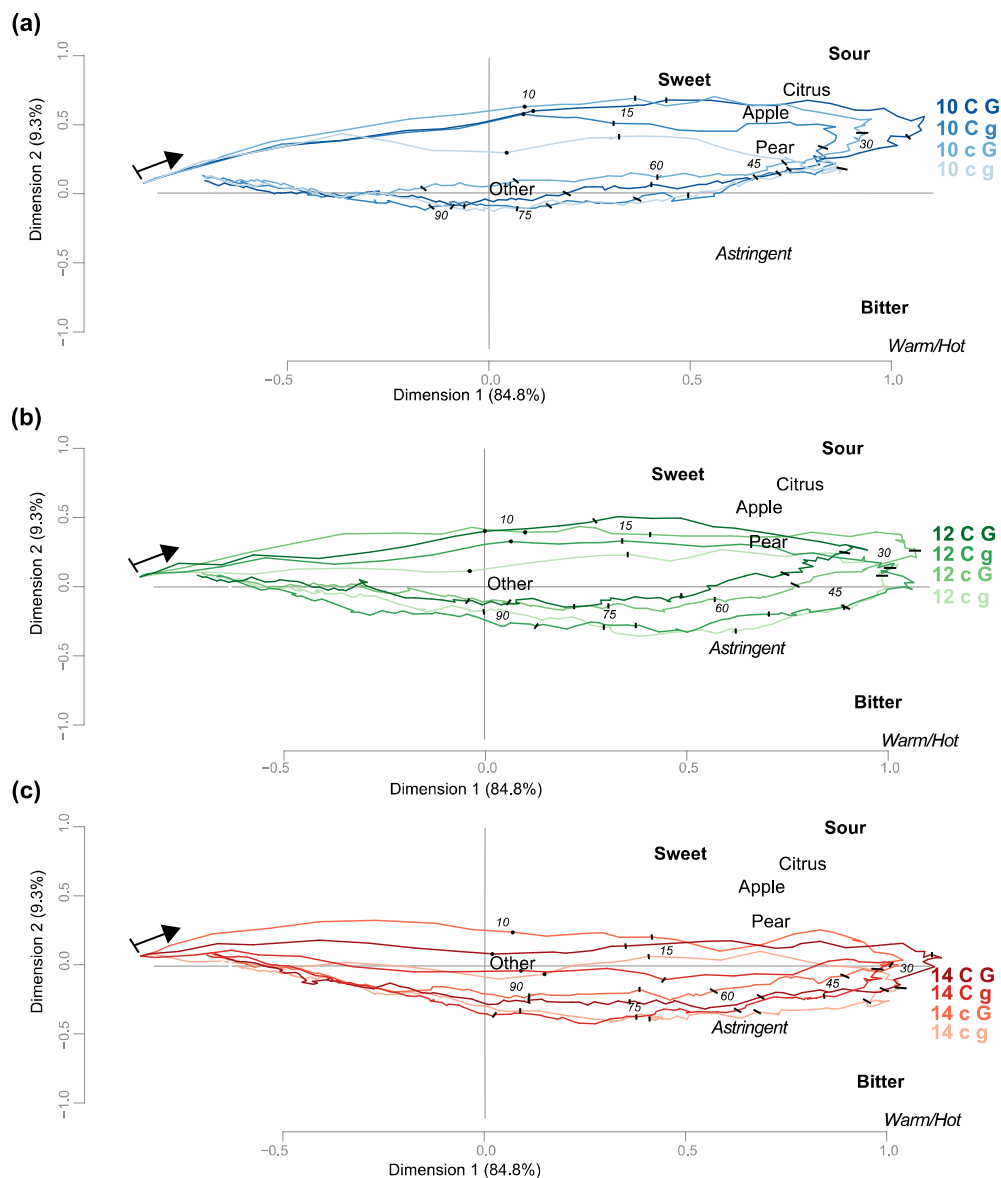 (a)
Sour
Sweet
Citrus
Apple
Pear
Other
Astringent
Bitter
Warm/Hot
10
15
30
45
60
75
90
10 C G
10 C g
10 c G
10 c g
1.0
0.5
0.0
−0.5
−1.0
Dimension 2 (9.3%)
−0.5
0.0
0.5
1.0
Dimension 1 (84.8%)
(b)
Sour
Sweet
Citrus
Apple
Pear
Other
Astringent
Bitter
Warm/Hot
10
15
30
45
60
75
90
12 C G
12 C g
12 c G
12 c g
1.0
0.5
0.0
−0.5
−1.0
Dimension 2 (9.3%)
−0.5
0.0
0.5
1.0
Dimension 1 (84.8%)
(c)
Sour
Sweet
Citrus
Apple
Pear
Other
Astringent
Bitter
Warm/Hot
10
15
30
45
60
75
90
14 C G
14 C g
14 c G
14 c g
1.0
0.5
0.0
−0.5
−1.0
Dimension 2 (9.3%)
−0.5
0.0
0.5
1.0
Dimension 1 (84.8%)